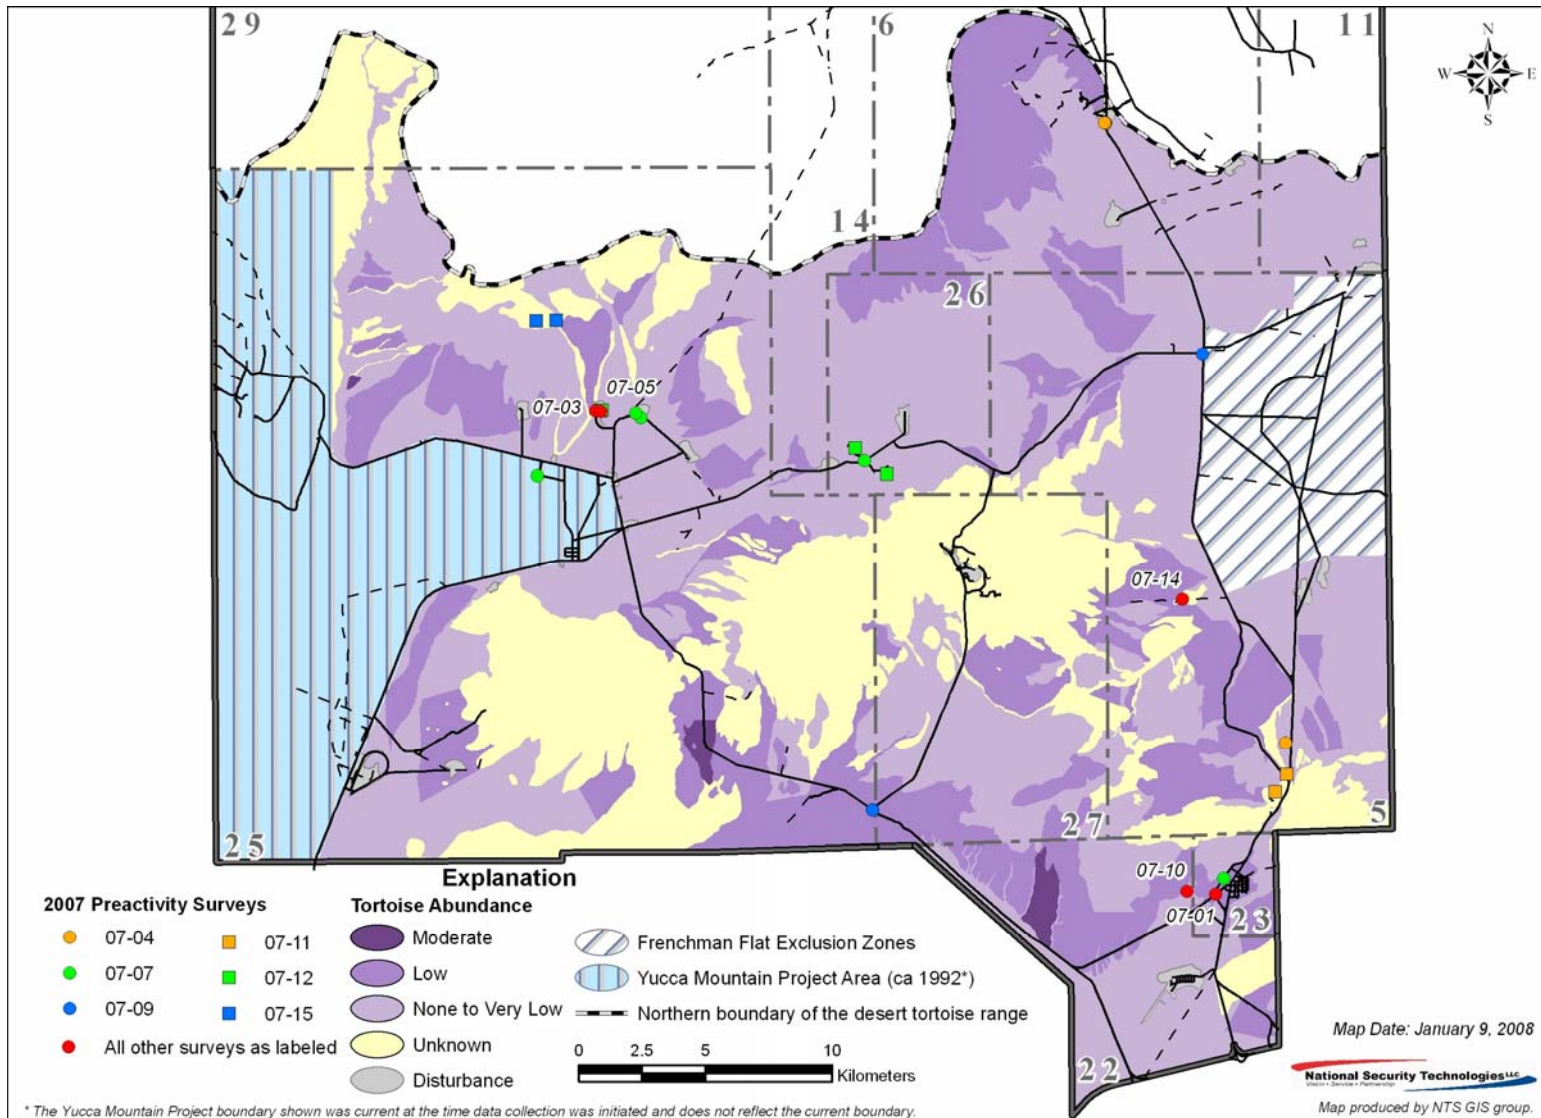 29
6
11
N
W E
S
14
26
07-05
07-03
07-14
25
27
5
07-10
07-01
23
22
Explanation
2007 Preactivity Surveys
07-04
07-11
07-07
07-12
07-09
07-15
All other surveys as labeled
Tortoise Abundance
Moderate
Low
None to Very Low
Unknown
Disturbance
Frenchman Flat Exclusion Zones
Yucca Mountain Project Area (ca 1992*)
Northern boundary of the desert tortoise range
0 2.5 5 10
Kilometers
Map Date: January 9, 2008
National Security Technologies LLC
Vision • Service • Partnership
Map produced by NTS GIS group.
* The Yucca Mountain Project boundary shown was current at the time data collection was initiated and does not reflect the current boundary.